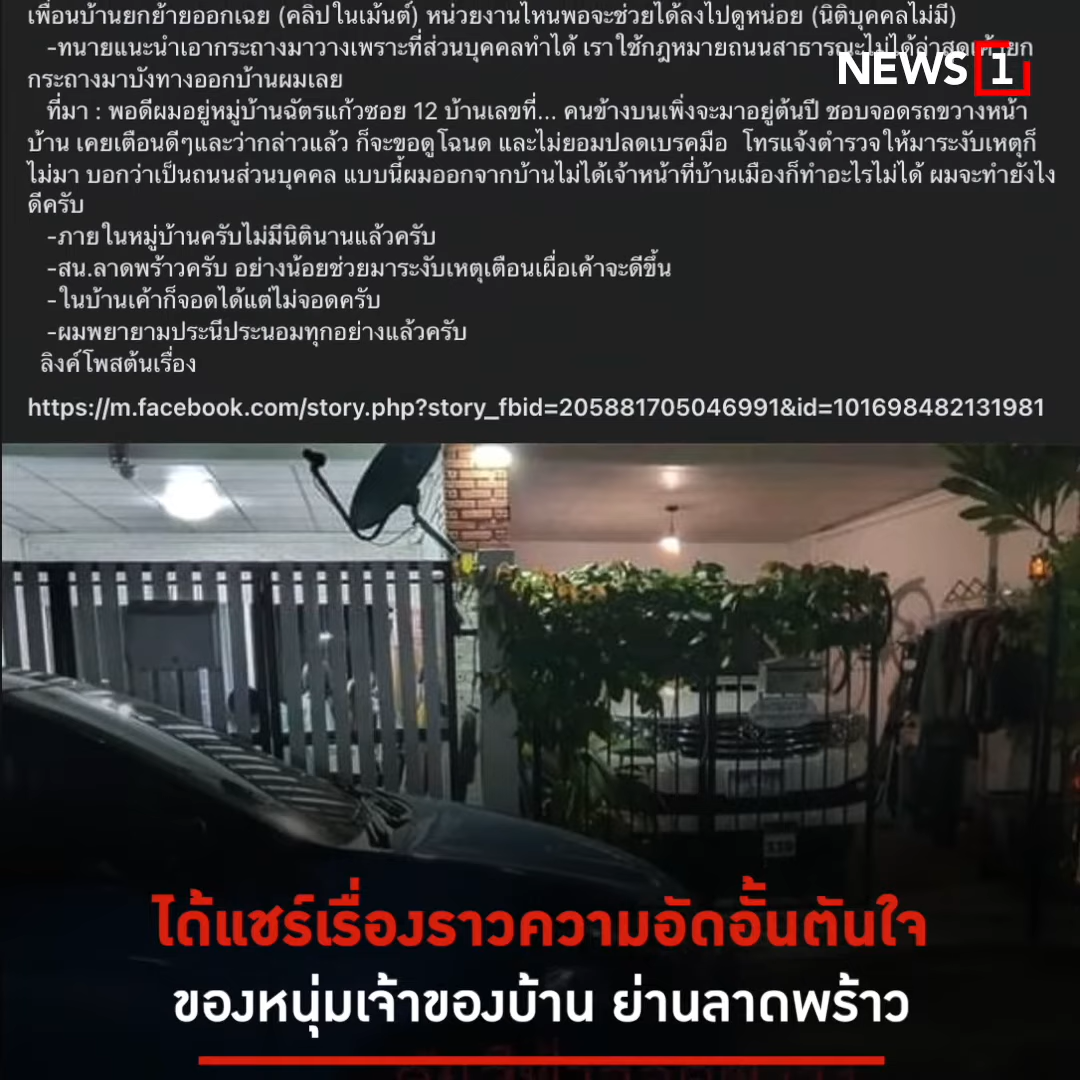 เพื่อนบ้านยกย้ายออกเฉย (คลิปในเม้นต์) หน่วยงานไหนพอจะช่วยได้ลงไปดูหน่อย (นิติบุคคลไม่มี)
-ทนายแนะนำเอากระถางมาวางเพราะที่ส่วนบุคคลทำได้ เราใช้กฎหมายถนนสาธารณะไม่ได้ล่าสุดเค้ายก
NEWS 1
กระถางมาบังทางออกบ้านผมเลย
ที่มา : พอดีผมอยู่หมู่บ้านฉัตรแก้วซอย 12 บ้านเลขที่... คนข้างบนเพิ่งจะมาอยู่ต้นปี ชอบจอดรถขวางหน้า
บ้าน เคยเตือนดีๆและว่ากล่าวแล้ว ก็จะขอดูโฉนด และไม่ยอมปลดเบรคมือ โทรแจ้งตำรวจให้มาระงับเหตุก็
ไม่มา บอกว่าเป็นถนนส่วนบุคคล แบบนี้ผมออกจากบ้านไม่ได้เจ้าหน้าที่บ้านเมืองก็ทำอะไรไม่ได้ ผมจะทำยังไง
ดีครับ
-ภายในหมู่บ้านครับไม่มีนิตินานแล้วครับ
-สน.ลาดพร้าวครับ อย่างน้อยช่วยมาระงับเหตุเตือนเผื่อเค้าจะดีขึ้น
-ในบ้านเค้าก็จอดได้แต่ไม่จอดครับ
-ผมพยายามประนีประนอมทุกอย่างแล้วครับ
ลิงค์โพสต้นเรื่อง
https://m.facebook.com/story.php?story_fbid=205881705046991&id=101698482131981
ได้แชร์เรื่องราวความอัดอั้นตันใจ
ของหนุ่มเจ้าของบ้าน ย่านลาดพร้าว